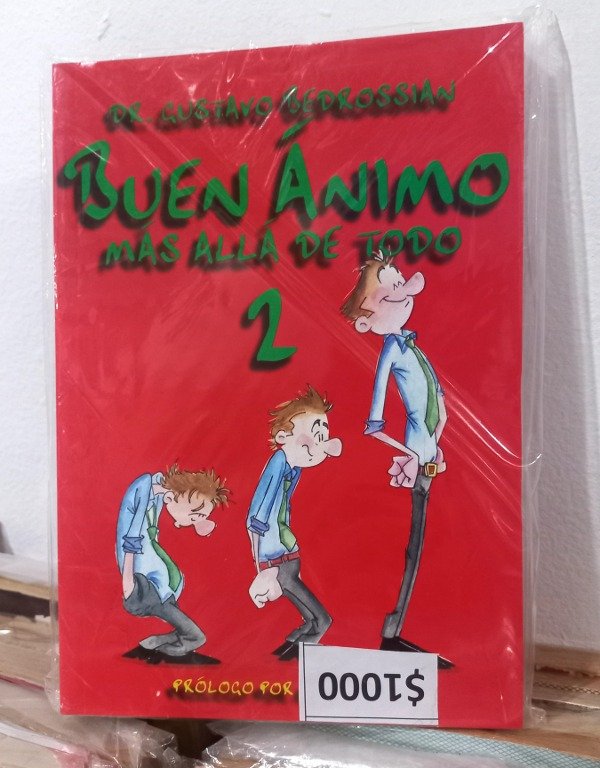 DR. GUSTAVO BEDROSSIAN
BUEN ÁNIMO
MÁS ALLÁ DE TODO
2
PRÓLOGO POR
$1000